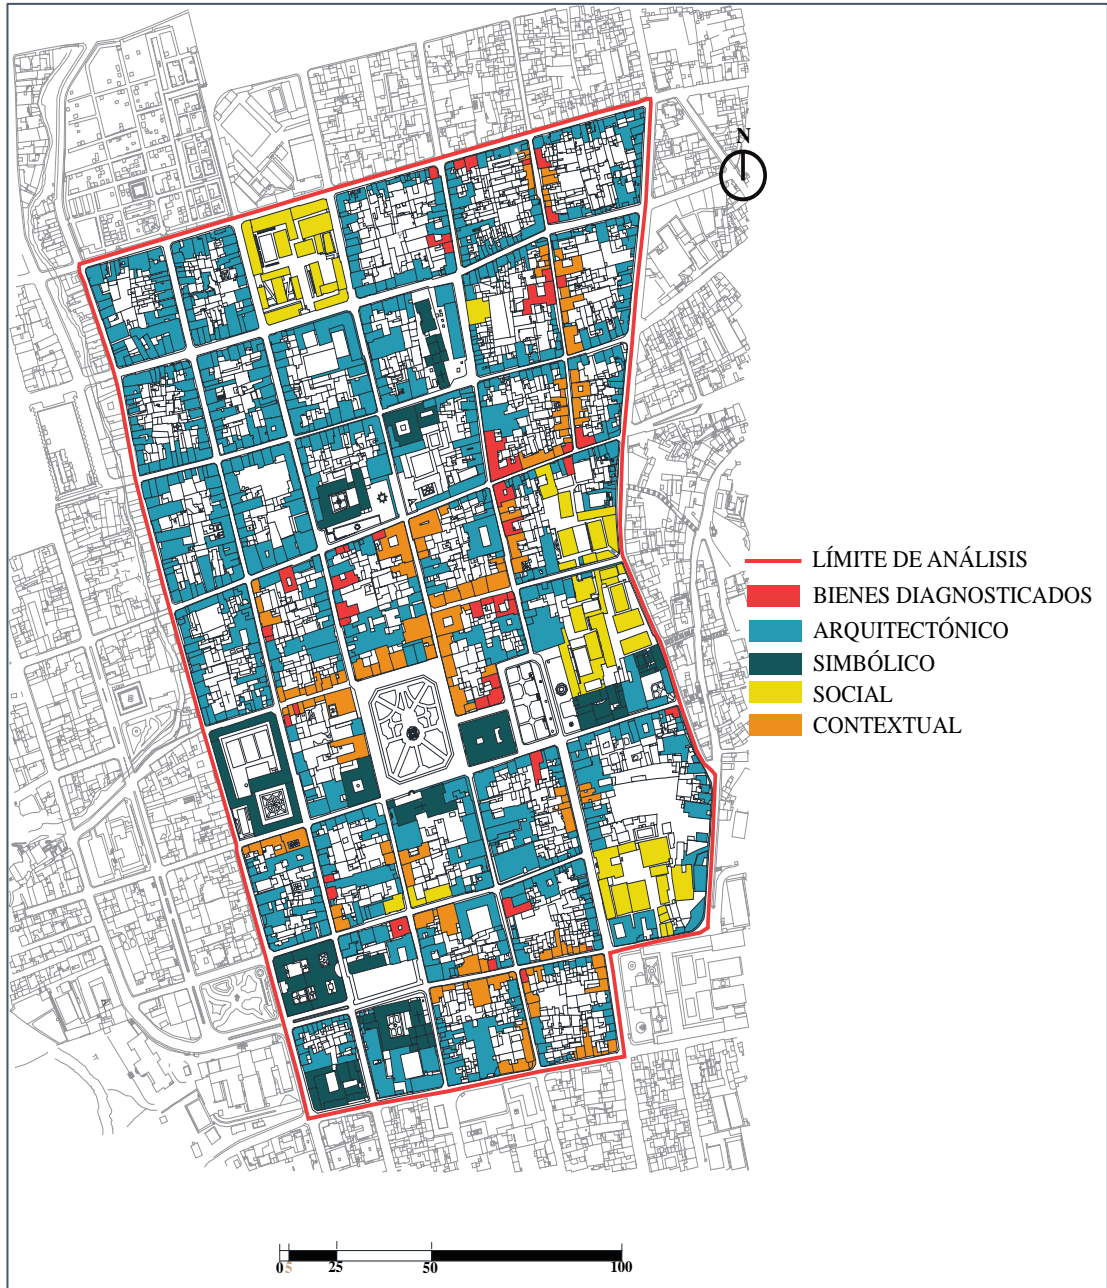 N
LÍMITE DE ANÁLISIS
BIENES DIAGNOSTICADOS
ARQUITECTÓNICO
SIMBÓLICO
SOCIAL
CONTEXTUAL
0 5 25 50 100